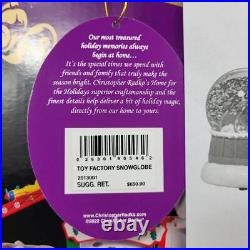 Our most treasured
holiday memories always
begin at home...
It's the special times we spend with
friends and family that truly make the
season bright. Christopher Radko's Home for
the Holidays superior craftsmanship and the
finest details help deliver a bit of holiday magic,
directly from our home to yours.
TOY FACTORY SNOWGLOBE
2513001
SUGG. RET. $650.00
www.ChristopherRadko.com